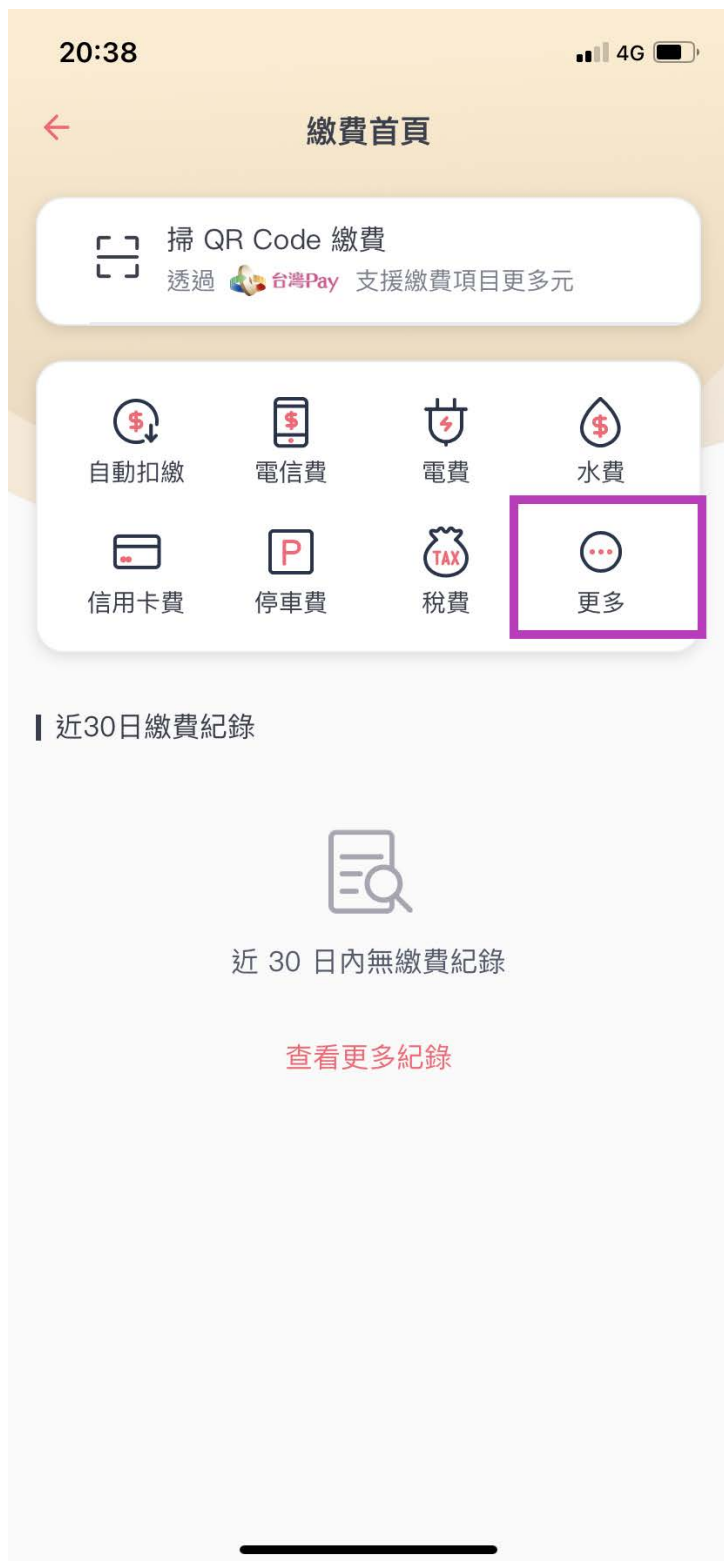 20:38
4G
繳費首頁
掃 QR Code 繳費
透過 台灣Pay 支援繳費項目更多元
$ $ $
自動扣繳 電信費 電費 水費
P TAX
信用卡費 停車費 稅費 更多
近30日繳費紀錄
近 30 日內無繳費紀錄
查看更多紀錄